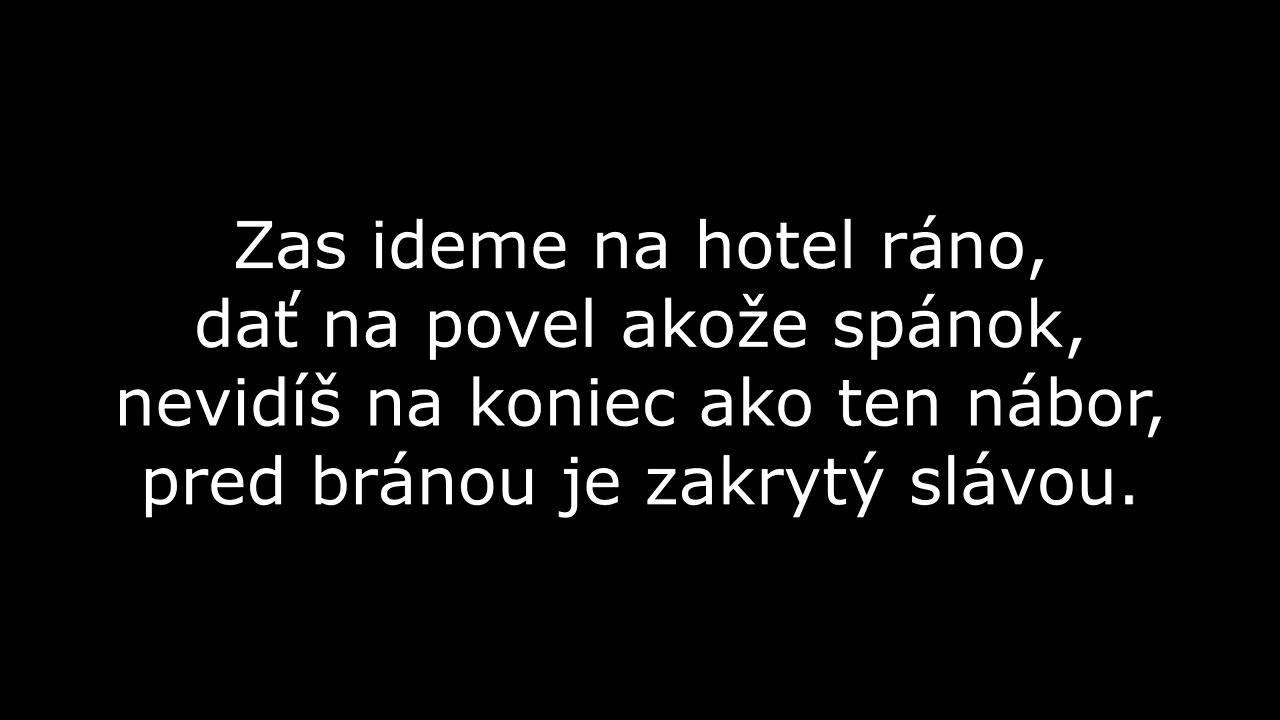 Zas ideme na hotel ráno,
dať na povel akože spánok,
nevidíš na koniec ako ten nábor,
pred bránou je zakrytý slávou.